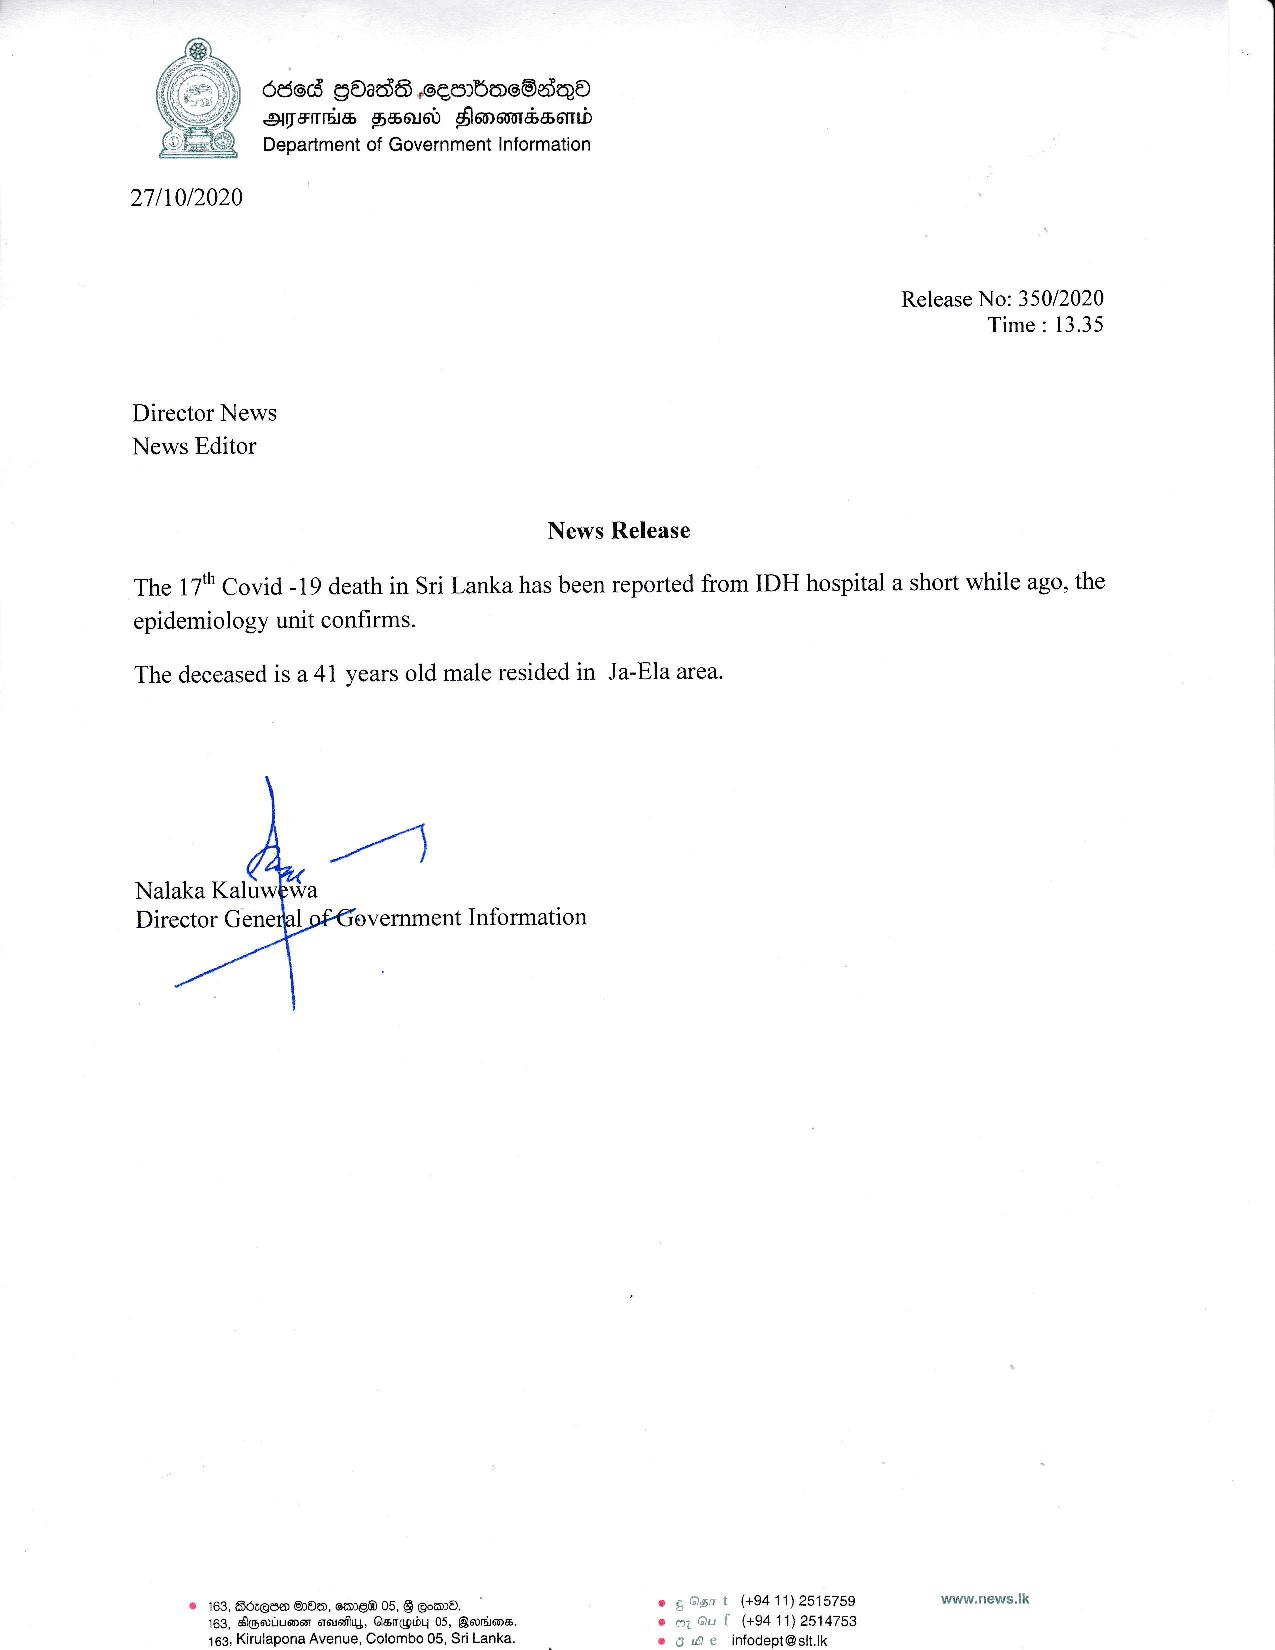 රජයේ ප්‍රවෘත්ති දෙපාර්තමේන්තුව
அரசாங்க தகவல் திணைக்களம்
Department of Government Information
27/10/2020
Release No: 350/2020
Time : 13.35
Director News
News Editor
News Release
The 17th Covid -19 death in Sri Lanka has been reported from IDH hospital a short while ago, the
epidemiology unit confirms.
The deceased is a 41 years old male resided in Ja-Ela area.
Nalaka Kaluwewa
Director General of Government Information
163, කිරුලපන මාවත, කොළඹ 05, ශ්‍රී ලංකාව.
163, கிருலப்பனை எவனியூ, கொழும்பு 05, இலங்கை.
163, Kirulapona Avenue, Colombo 05, Sri Lanka.
දු தொ t (+94 11) 2515759
ෆැ பெ f (+94 11) 2514753
ඊ மி e infodept@slt.lk
www.news.lk